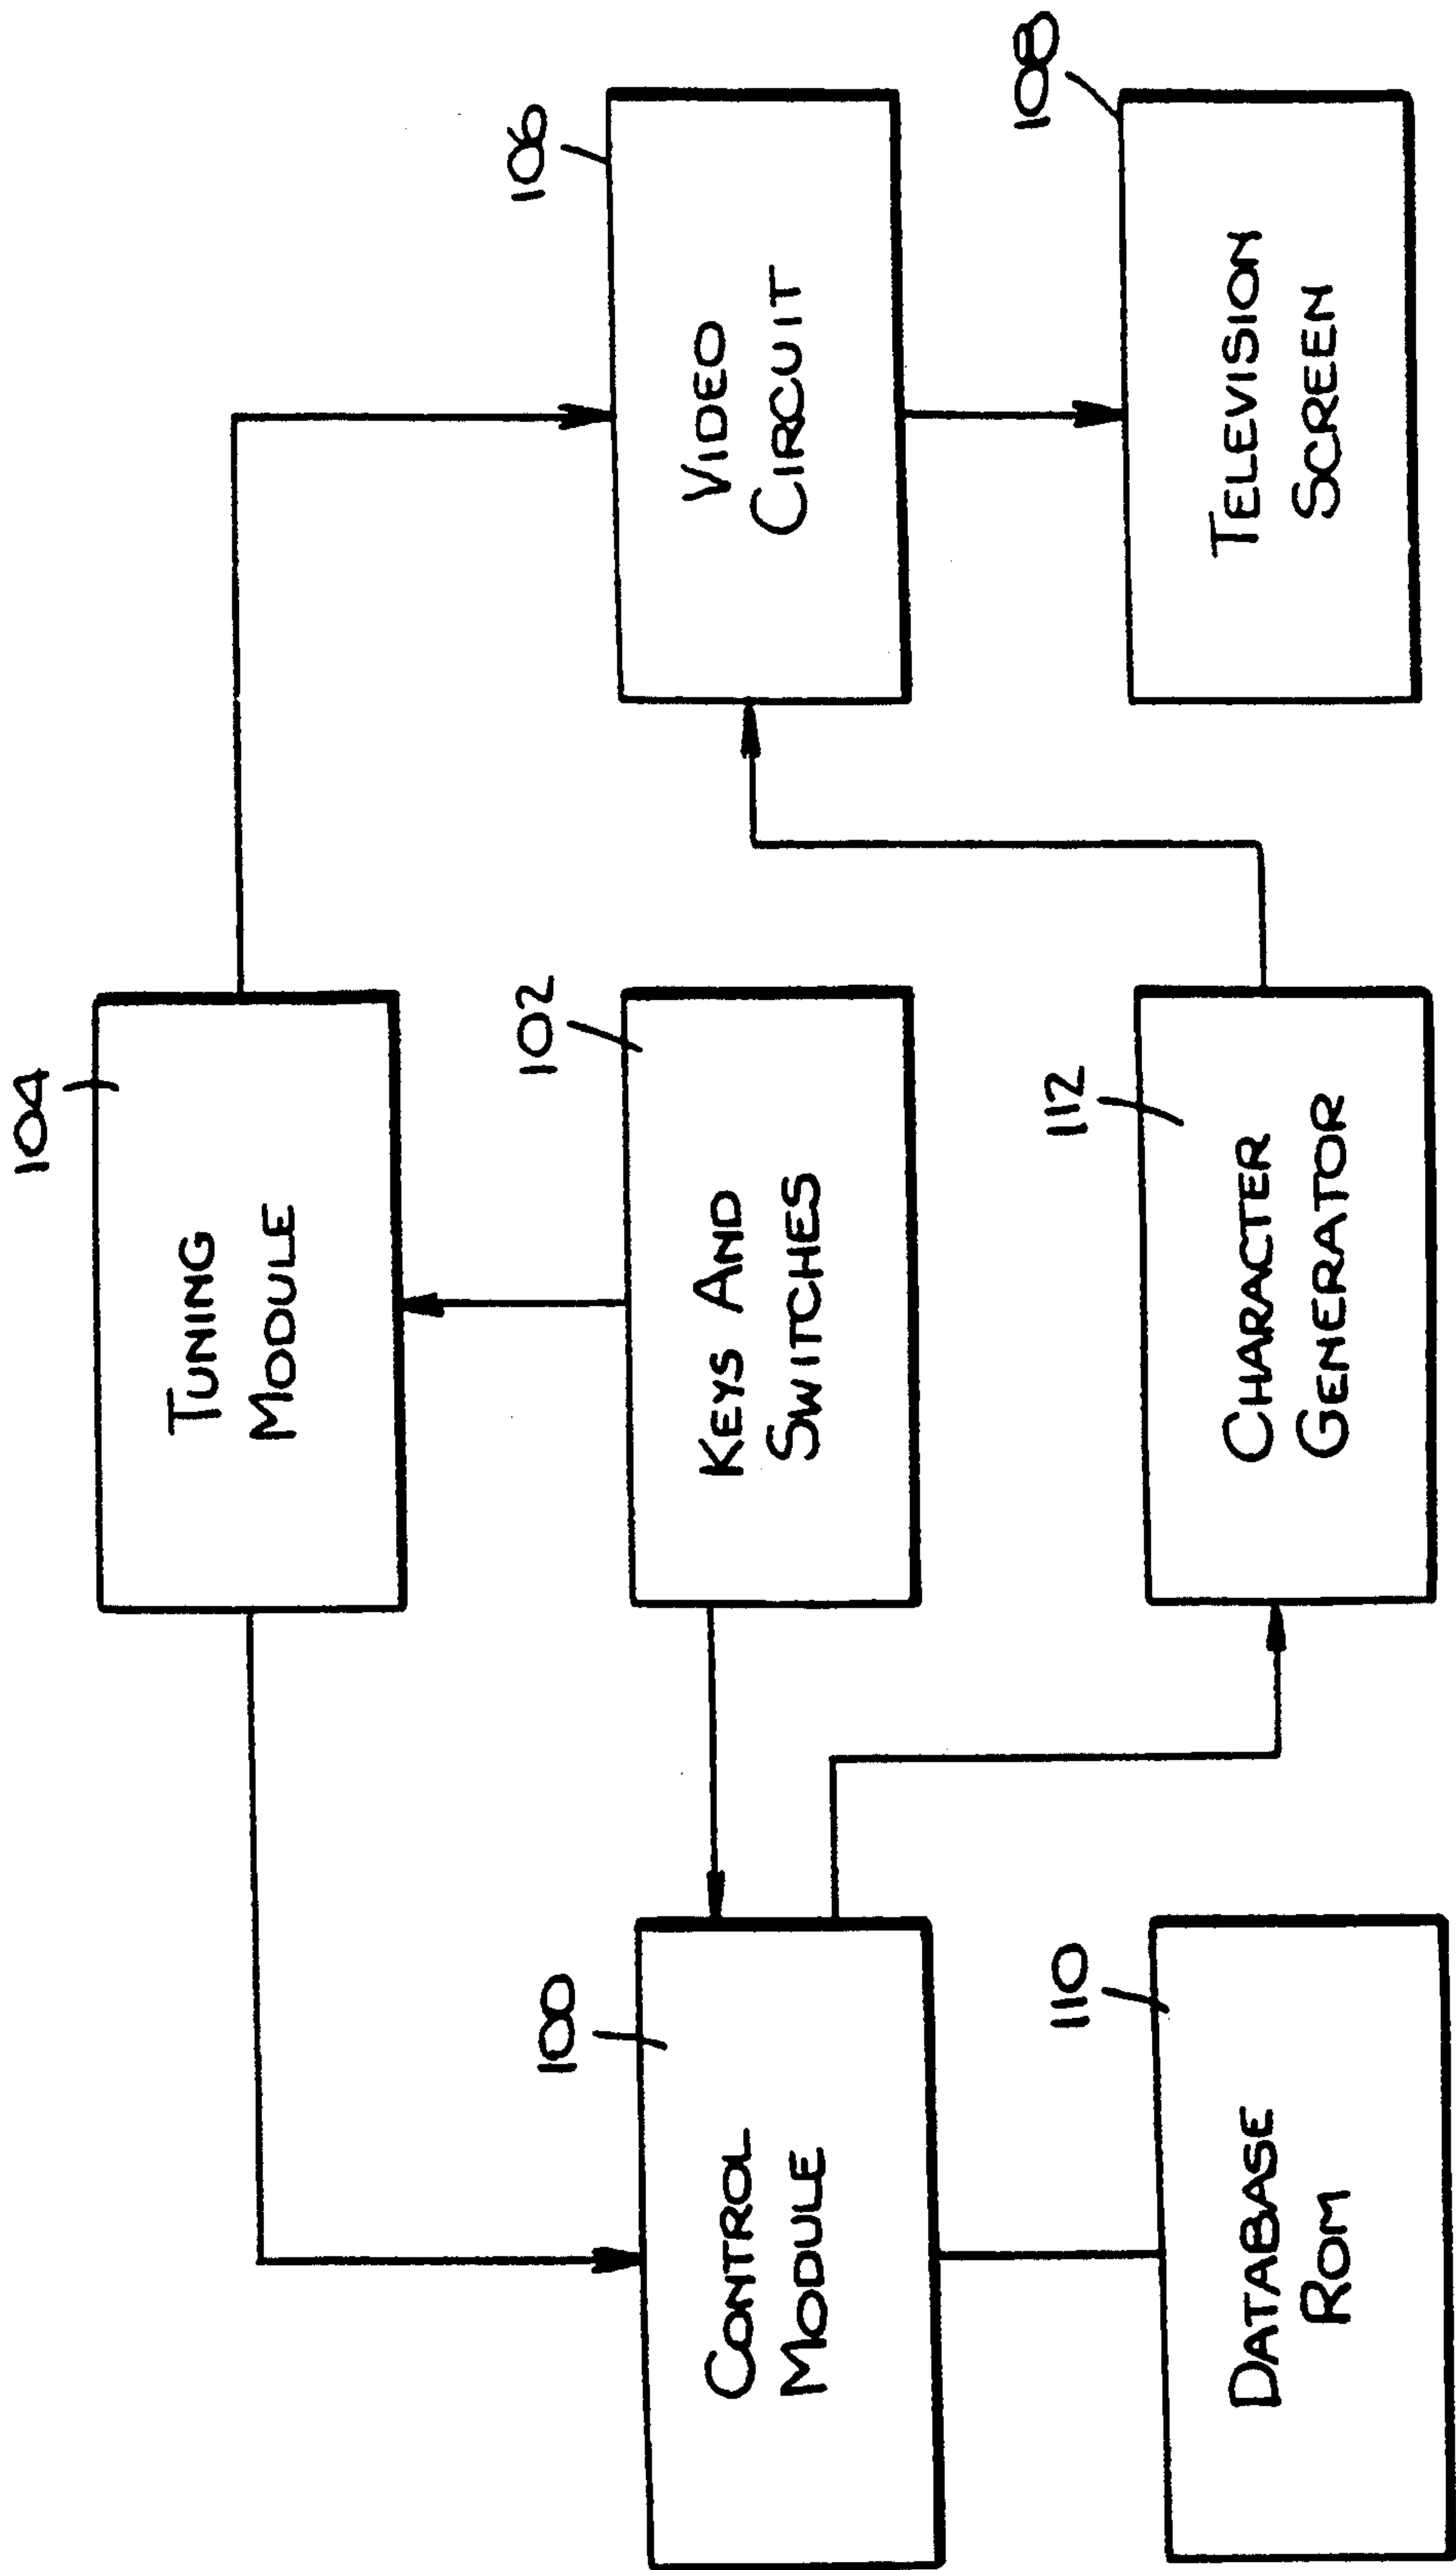 104
TUNING
MODULE
100
CONTROL
MODULE
102
KEYS AND
SWITCHES
106
VIDEO
CIRCUIT
110
DATABASE
ROM
112
CHARACTER
GENERATOR
108
TELEVISION
SCREEN